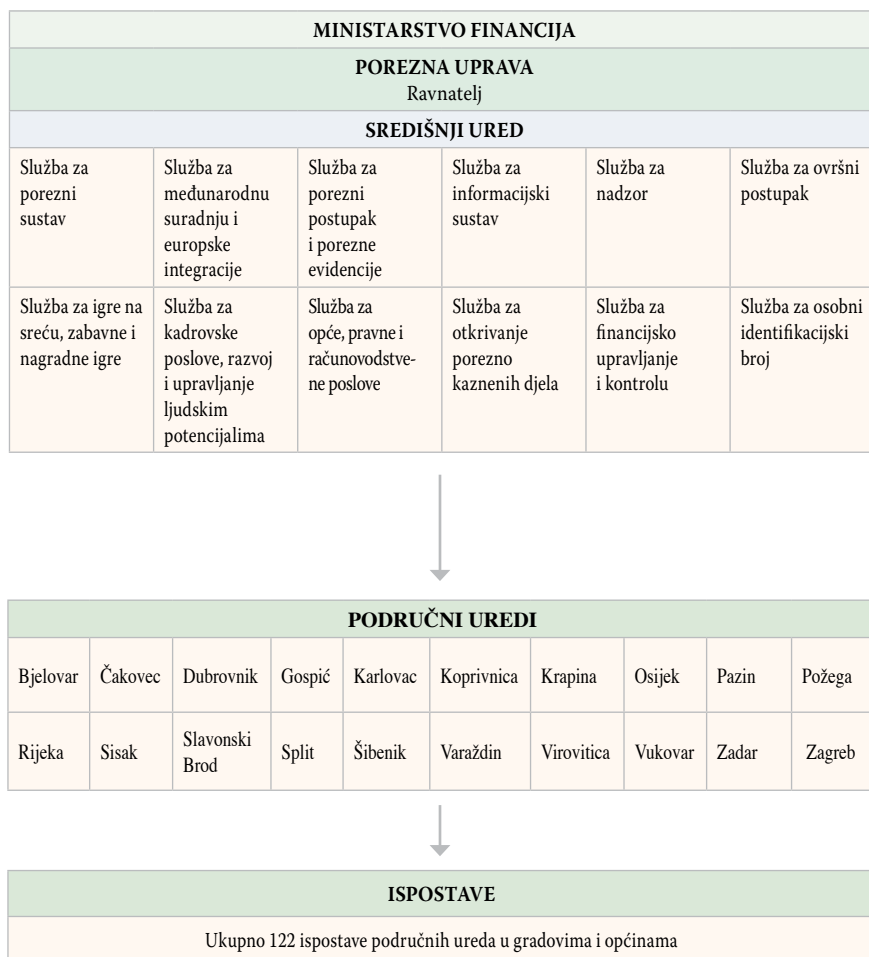 MINISTARSTVO FINANCIJA
POREZNA UPRAVA
Ravnatelj
SREDIŠNJI URED
Služba za
porezni
sustav
Služba za
međunarodnu
suradnju i
europske
integracije
Služba za
porezni
postupak
i porezne
evidencije
Služba za
informacijski
sustav
Služba za
nadzor
Služba za ovršni
postupak
Služba za igre na
sreću, zabavne i
nagradne igre
Služba za
kadrovske
poslove, razvoj
i upravljanje
ljudskim
potencijalima
Služba za
opće, pravne i
računovodstve-
ne poslove
Služba za
otkrivanje
porezno
kaznenih djela
Služba za
financijsko
upravljanje
i kontrolu
Služba za osobni
identifikacijski
broj
PODRUČNI UREDI
Bjelovar
Čakovec
Dubrovnik
Gospić
Karlovac
Koprivnica
Krapina
Osijek
Pazin
Požega
Rijeka
Sisak
Slavonski
Brod
Split
Šibenik
Varaždin
Virovitica
Vukovar
Zadar
Zagreb
ISPOSTAVE
Ukupno 122 ispostave područnih ureda u gradovima i općinama